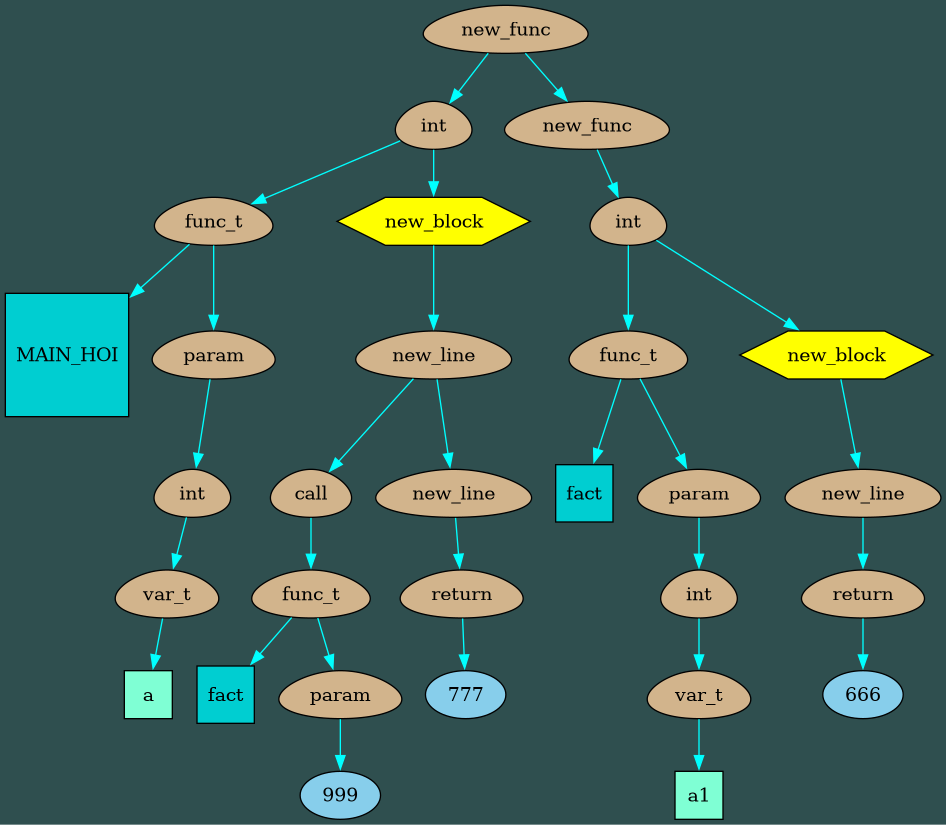 new_func
int
new_func
func_t
new_block
int
MAIN_HOI
param
new_line
func_t
new_block
int
call
new_line
fact
param
new_line
var_t
func_t
return
int
return
a
fact
param
777
var_t
666
999
a1